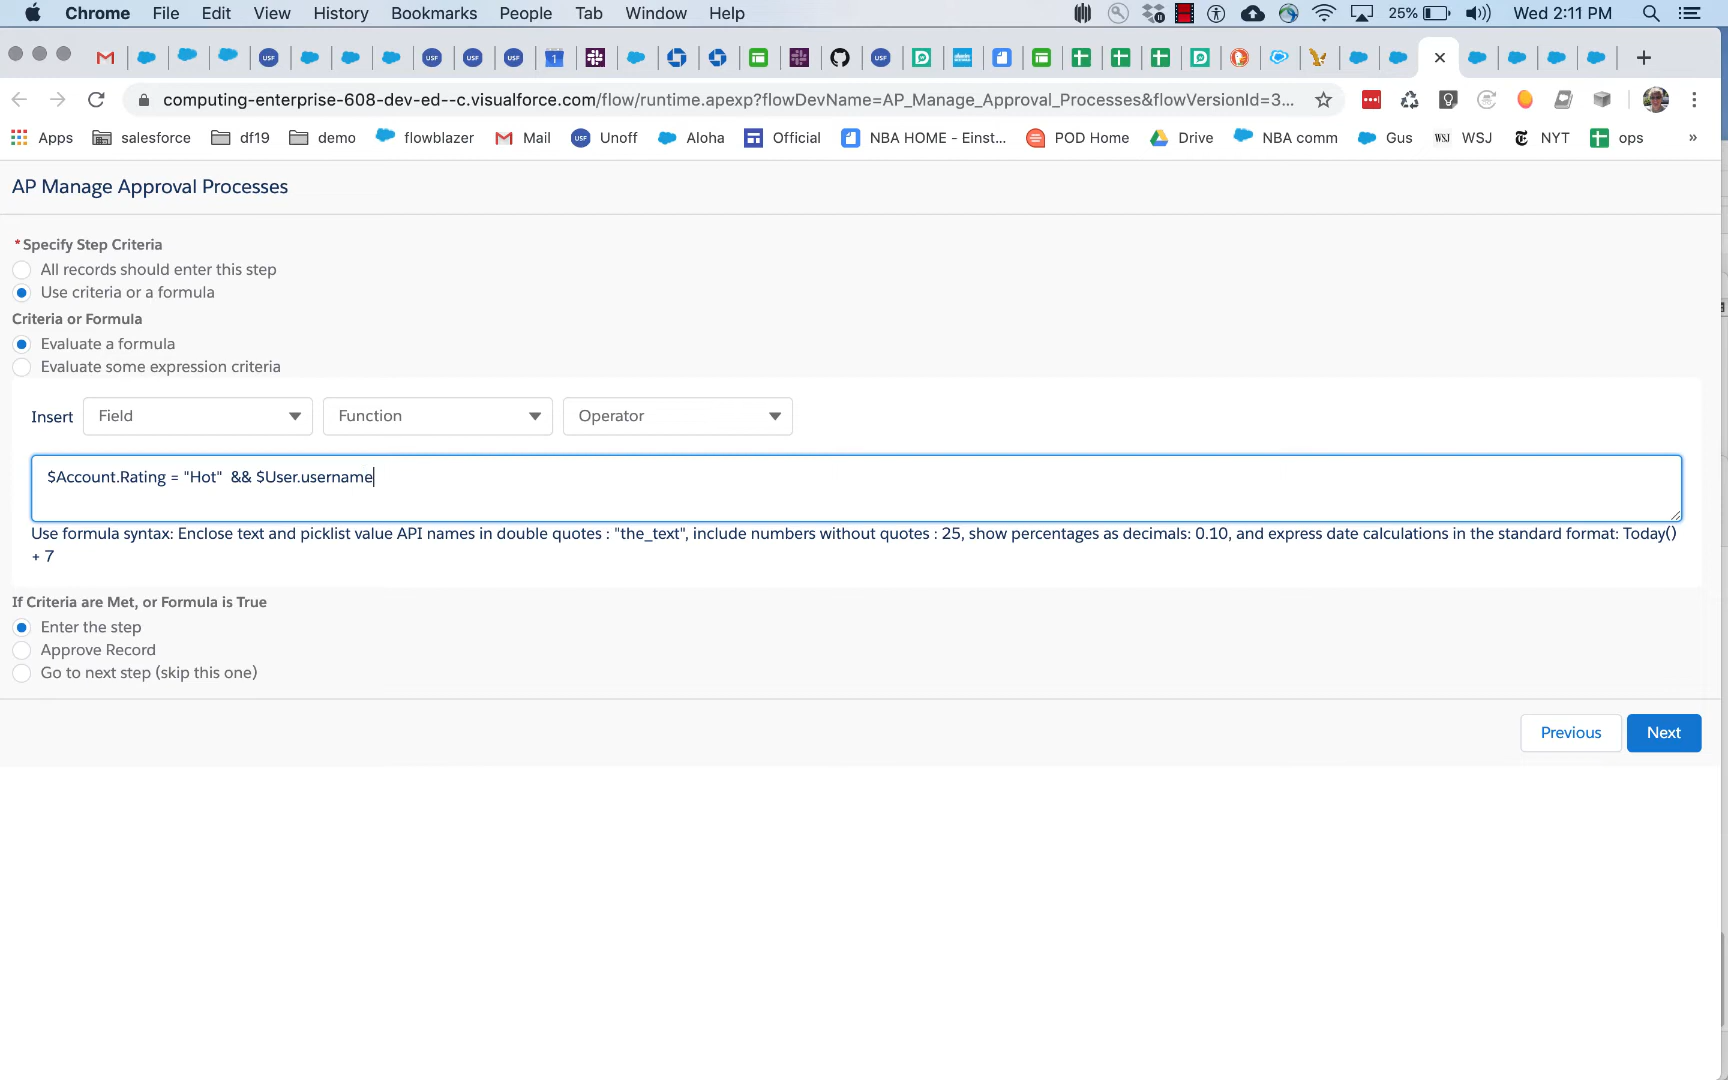 Chrome File Edit View History Bookmarks People Tab Window Help 25% Wed 2:11 PM
computing-enterprise-608-dev-ed--c.visualforce.com/flow/runtime.apexp?flowDevName=AP_Manage_Approval_Processes&flowVersionId=3...
Apps salesforce df19 demo flowblazer Mail USF Unoff Aloha Official NBA HOME - Einst... POD Home Drive NBA comm Gus WSJ WSJ NYT ops »
AP Manage Approval Processes
*Specify Step Criteria
All records should enter this step
Use criteria or a formula
Criteria or Formula
Evaluate a formula
Evaluate some expression criteria
Insert Field Function Operator
$Account.Rating = "Hot"  && $User.username
Use formula syntax: Enclose text and picklist value API names in double quotes : "the_text", include numbers without quotes : 25, show percentages as decimals: 0.10, and express date calculations in the standard format: Today()
+ 7
If Criteria are Met, or Formula is True
Enter the step
Approve Record
Go to next step (skip this one)
Previous Next